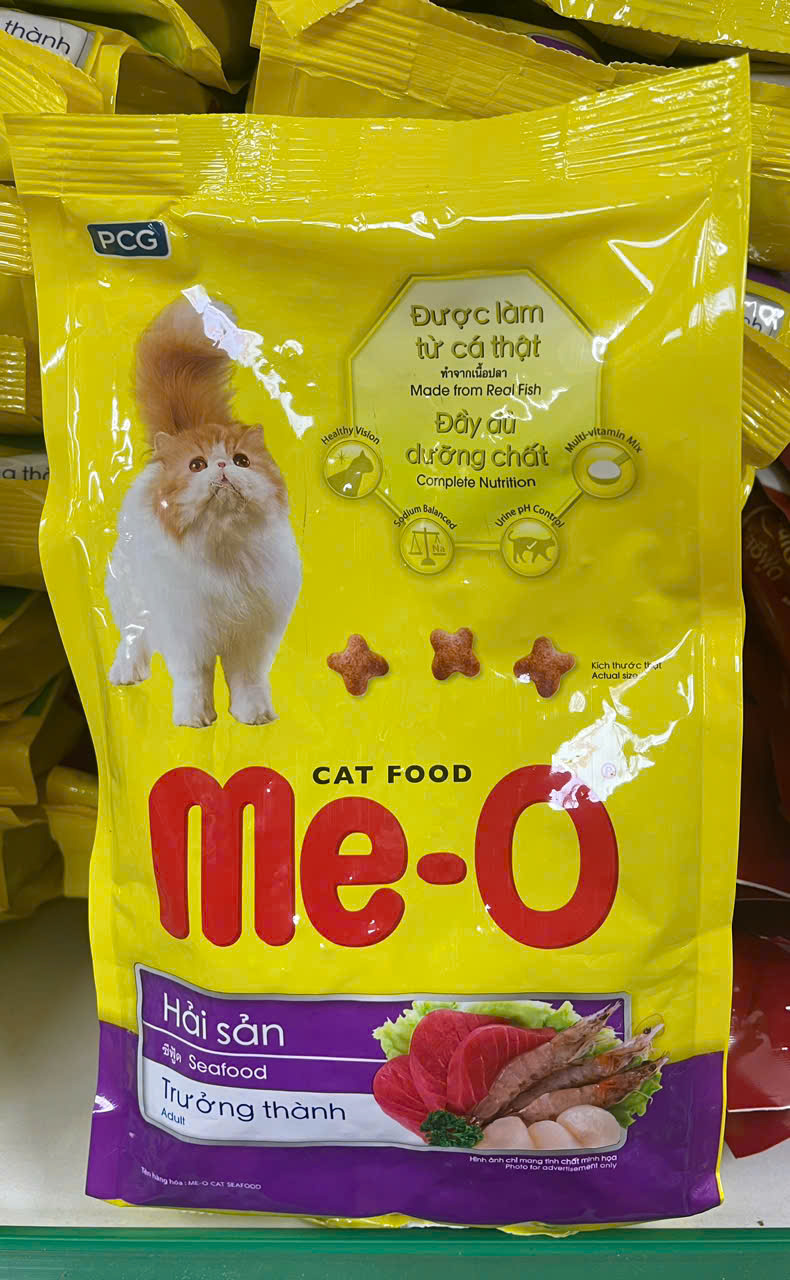 thành
PCG
Được làm
từ cá thật
ทำจากเนื้อปลา
Made from Real Fish
Đầy đủ
dưỡng chất
Complete Nutrition
Healthy Vision
Multi-vitamin Mix
Sodium Balanced
Urine pH Control
Na
Kích thước thật
Actual size
CAT FOOD
me-O
®
Hải sản
ซีฟู้ด Seafood
Trưởng thành
Adult
Hình ảnh chỉ mang tính chất minh họa
Photo for advertisement only
Tên hàng hóa : ME-O CAT SEAFOOD